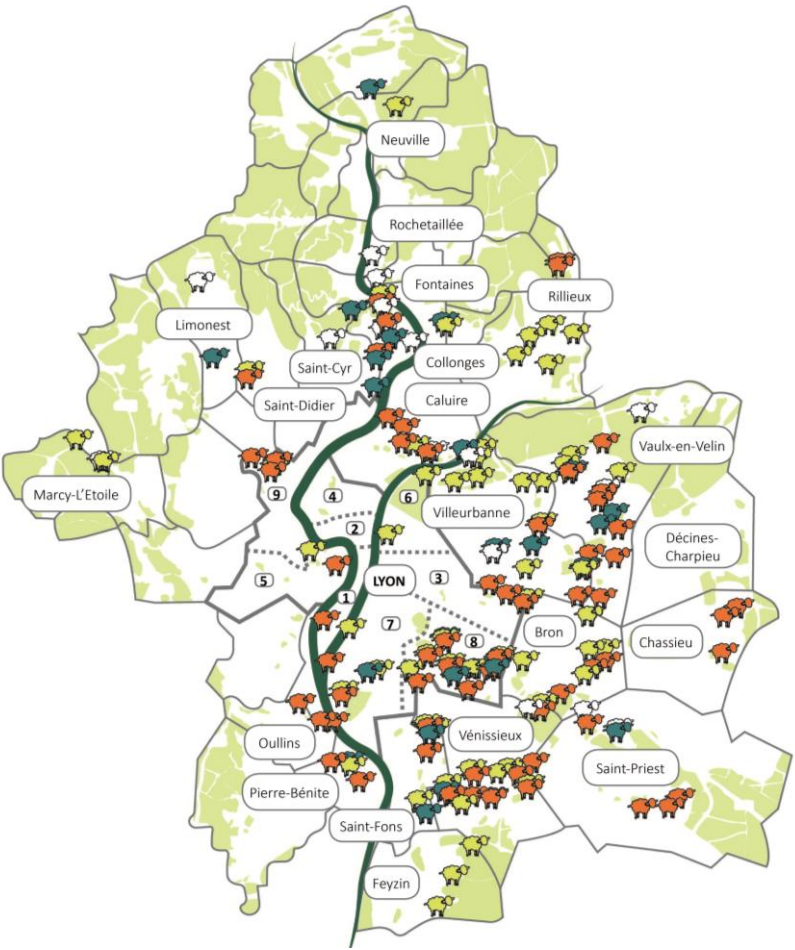 Neuville
Rochetaillée
Fontaines
Rillieux
Limonest
Saint-Cyr
Collonges
Saint-Didier
Caluire
Vaulx-en-Velin
Marcy-L'Etoile
9
4
6
Villeurbanne
2
Décines-
Charpieu
5
LYON
3
1
7
8
Bron
Chassieu
Oullins
Vénissieux
Saint-Priest
Pierre-Bénite
Saint-Fons
Feyzin